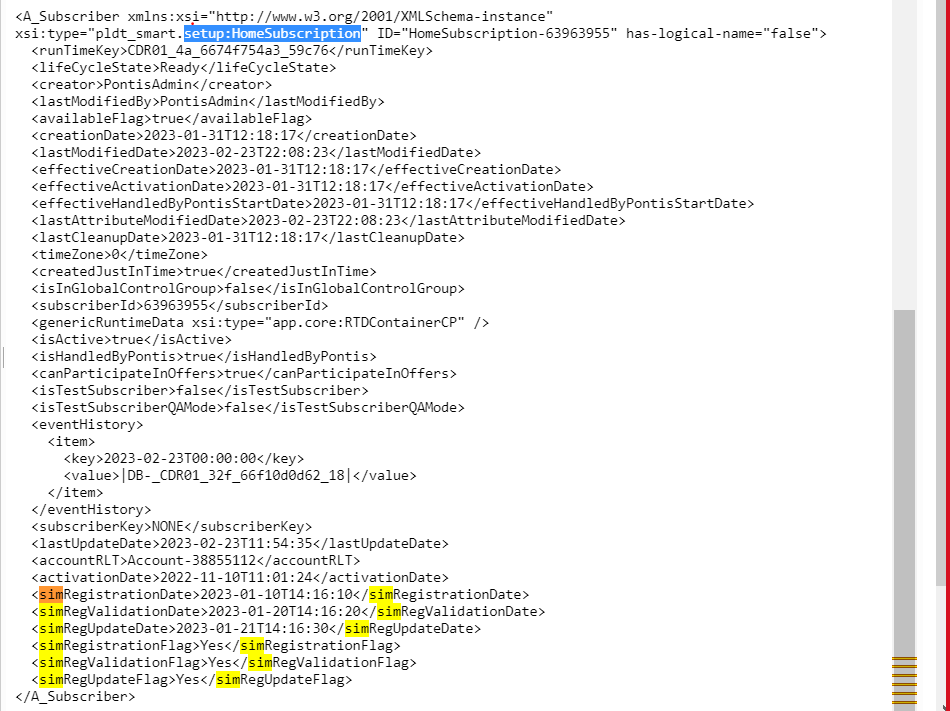 <A_Subscriber xmlns:xsi="http://www.w3.org/2001/XMLSchema-instance"
xsi:type="pldt_smart.setup:HomeSubscription" ID="HomeSubscription-63963955" has-logical-name="false">
<runTimeKey>CDR01_4a_6674f754a3_59c76</runTimeKey>
<lifeCycleState>Ready</lifeCycleState>
<creator>PontisAdmin</creator>
<lastModifiedBy>PontisAdmin</lastModifiedBy>
<availableFlag>true</availableFlag>
<creationDate>2023-01-31T12:18:17</creationDate>
<lastModifiedDate>2023-02-23T22:08:23</lastModifiedDate>
<effectiveCreationDate>2023-01-31T12:18:17</effectiveCreationDate>
<effectiveActivationDate>2023-01-31T12:18:17</effectiveActivationDate>
<effectiveHandledByPontisStartDate>2023-01-31T12:18:17</effectiveHandledByPontisStartDate>
<lastAttributeModifiedDate>2023-02-23T22:08:23</lastAttributeModifiedDate>
<lastCleanupDate>2023-01-31T12:18:17</lastCleanupDate>
<timeZone>0</timeZone>
<createdJustInTime>true</createdJustInTime>
<isInGlobalControlGroup>false</isInGlobalControlGroup>
<subscriberId>63963955</subscriberId>
<genericRuntimeData xsi:type="app.core:RTDContainerCP" />
<isActive>true</isActive>
<isHandledByPontis>true</isHandledByPontis>
<canParticipateInOffers>true</canParticipateInOffers>
<isTestSubscriber>false</isTestSubscriber>
<isTestSubscriberQAMode>false</isTestSubscriberQAMode>
<eventHistory>
<item>
<key>2023-02-23T00:00:00</key>
<value>|DB-_CDR01_32f_66f10d0d62_18|</value>
</item>
</eventHistory>
<subscriberKey>NONE</subscriberKey>
<lastUpdateDate>2023-02-23T11:54:35</lastUpdateDate>
<accountRLT>Account-38855112</accountRLT>
<activationDate>2022-11-10T11:01:24</activationDate>
<simRegistrationDate>2023-01-10T14:16:10</simRegistrationDate>
<simRegValidationDate>2023-01-20T14:16:20</simRegValidationDate>
<simRegUpdateDate>2023-01-21T14:16:30</simRegUpdateDate>
<simRegistrationFlag>Yes</simRegistrationFlag>
<simRegValidationFlag>Yes</simRegValidationFlag>
<simRegUpdateFlag>Yes</simRegUpdateFlag>
</A_Subscriber>